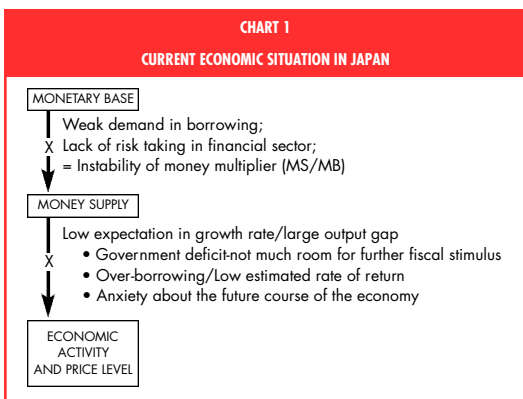 CHART 1
CURRENT ECONOMIC SITUATION IN JAPAN
MONETARY BASE
Weak demand in borrowing;
X Lack of risk taking in financial sector;
= Instability of money multiplier (MS/MB)
MONEY SUPPLY
Low expectation in growth rate/large output gap
• Government deficit-not much room for further fiscal stimulus
X
• Over-borrowing/Low estimated rate of return
• Anxiety about the future course of the economy
ECONOMIC
ACTIVITY
AND PRICE LEVEL